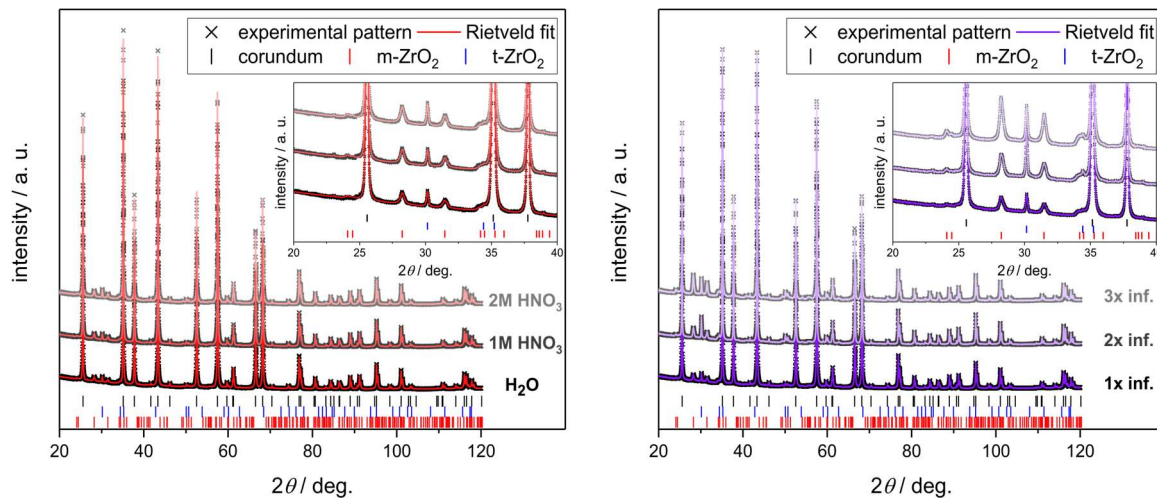 experimental pattern Rietveld fit
corundum m-ZrO2 t-ZrO2
intensity / a. u.
intensity / a. u.
20 25 30 35 40
2θ / deg.
2M HNO3
1M HNO3
H2O
20 40 60 80 100 120
2θ / deg.
experimental pattern Rietveld fit
corundum m-ZrO2 t-ZrO2
intensity / a. u.
intensity / a. u.
20 25 30 35 40
2θ / deg.
3x inf.
2x inf.
1x inf.
20 40 60 80 100 120
2θ / deg.